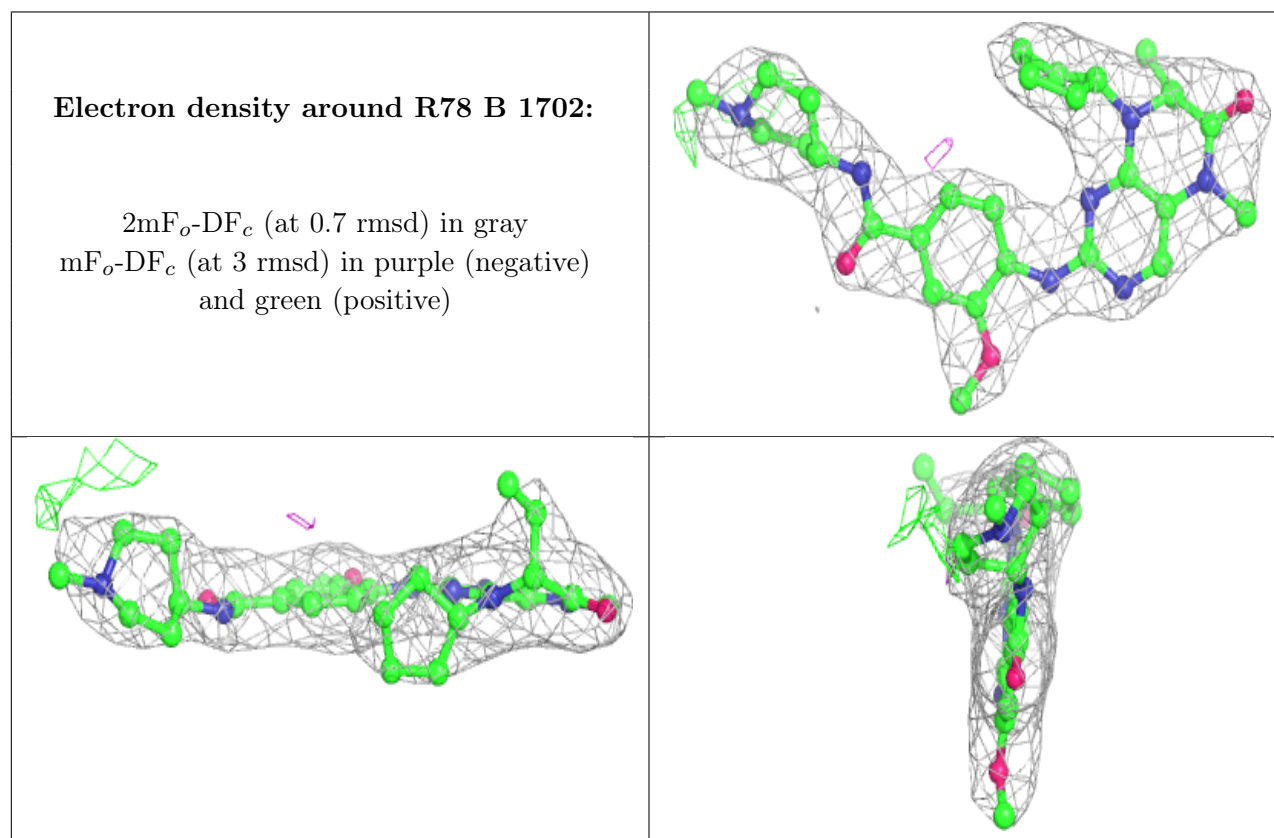 Electron density around R78 B 1702:
2mFo-DFc (at 0.7 rmsd) in gray
mFo-DFc (at 3 rmsd) in purple (negative)
and green (positive)